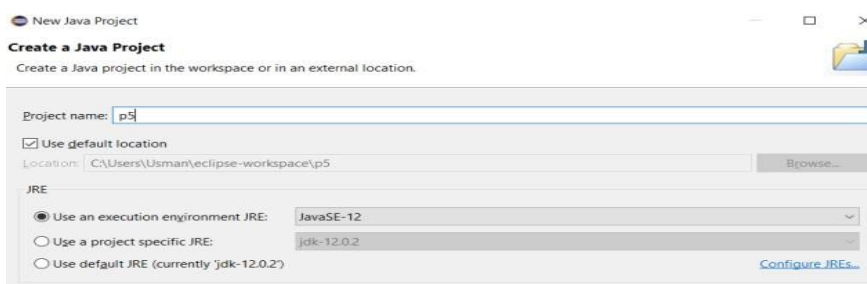 New Java Project
Create a Java Project
Create a Java project in the workspace or in an external location.
Project name: p5
Use default location
Location: C:\Users\Usman\eclipse-workspace\p5 Browse...
JRE
Use an execution environment JRE: JavaSE-12
Use a project specific JRE: jdk-12.0.2
Use default JRE (currently 'jdk-12.0.2') Configure JREs...